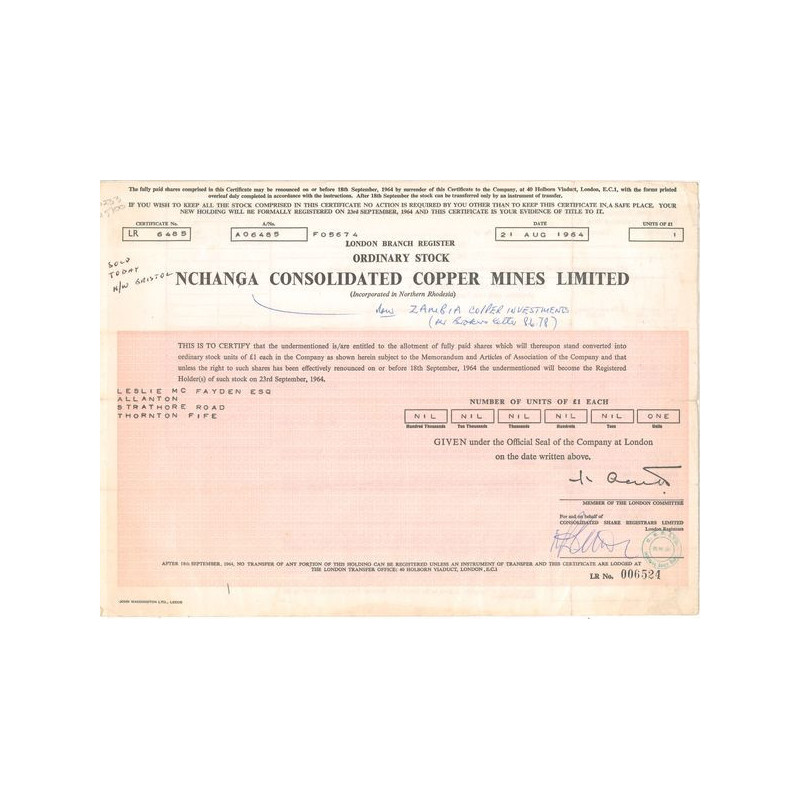 The fully paid shares comprised in this Certificate may be renounced on or before 18th September, 1964 by surrender of this Certificate to the Company, at 40 Holborn Viaduct, London, E.C.1, with the former printed
overleaf duly completed in accordance with the instructions. After 18th September the stock can be transferred only by an instrument of transfer.
IF YOU WISH TO KEEP ALL THE STOCK COMPRISED IN THIS CERTIFICATE NO ACTION IS REQUIRED BY YOU OTHER THAN TO KEEP THIS CERTIFICATE IN A SAFE PLACE. YOUR
NEW HOLDING WILL BE FORMALLY REGISTERED ON 23RD SEPTEMBER, 1964 AND THIS CERTIFICATE IS YOUR EVIDENCE OF TITLE TO IT.
CERTIFICATE No. A/No. DATE UNITS OF £1
LR 6485 A06485 F05674 21 AUG 1964 1
LONDON BRANCH REGISTER
ORDINARY STOCK
SOLD
TODAY
N/W BRISTOL
NCHANGA CONSOLIDATED COPPER MINES LIMITED
(Incorporated in Northern Rhodesia)
now ZAMBIA COPPER INVESTMENTS
THIS IS TO CERTIFY that the undermentioned is/are entitled to the allotment of fully paid shares which will thereupon stand converted into
ordinary stock units of £1 each in the Company as shown herein subject to the Memorandum and Articles of Association of the Company and that
unless the right to such shares has been effectively renounced on or before 18th September, 1964 the undermentioned will become the Registered
Holder(s) of such stock on 23rd September, 1964.
LESLIE MC FAYDEN ESQ
ALLANTON
STRATHORE ROAD
THORNTON FIFE
NUMBER OF UNITS OF £1 EACH
NIL NIL NIL NIL NIL ONE
Hundred Thousands Ten Thousands Thousands Hundreds Tens Units
GIVEN under the Official Seal of the Company at London
on the date written above.
MEMBER OF THE LONDON COMMITTEE
For and on behalf of
CONSOLIDATED SHARE REGISTRARS LIMITED
London Registrars
AFTER 18th SEPTEMBER, 1964, NO TRANSFER OF ANY PORTION OF THIS HOLDING CAN BE REGISTERED UNLESS AN INSTRUMENT OF TRANSFER AND THIS CERTIFICATE ARE LODGED AT
THE LONDON TRANSFER OFFICE: 40 HOLBORN VIADUCT, LONDON, E.C.1
LR No. 006524